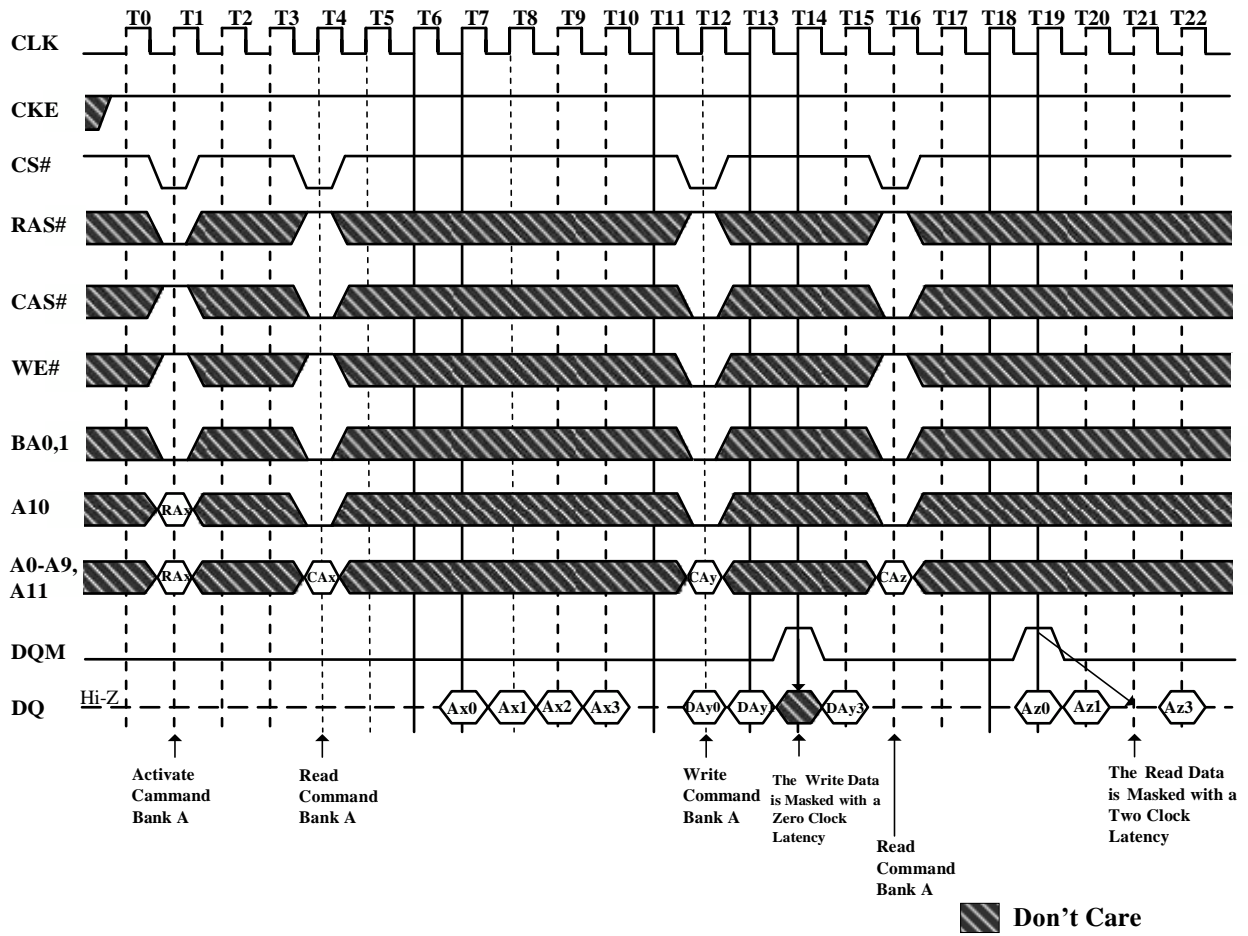 T0 T1 T2 T3 T4 T5 T6 T7 T8 T9 T10 T11 T12 T13 T14 T15 T16 T17 T18 T19 T20 T21 T22
CLK
CKE
CS#
RAS#
CAS#
WE#
BA0,1
A10
RAx
A0-A9,
A11
RAx CAx CAy CAz
DQM
Hi-Z
DQ
Ax0 Ax1 Ax2 Ax3 DAy0 DAy1 DAy3 Az0 Az1 Az3
Activate
Cammand
Bank A
Read
Command
Bank A
Write
Command
Bank A
The Write Data
is Masked with a
Zero Clock
Latency
Read
Command
Bank A
The Read Data
is Masked with a
Two Clock
Latency
Don't Care